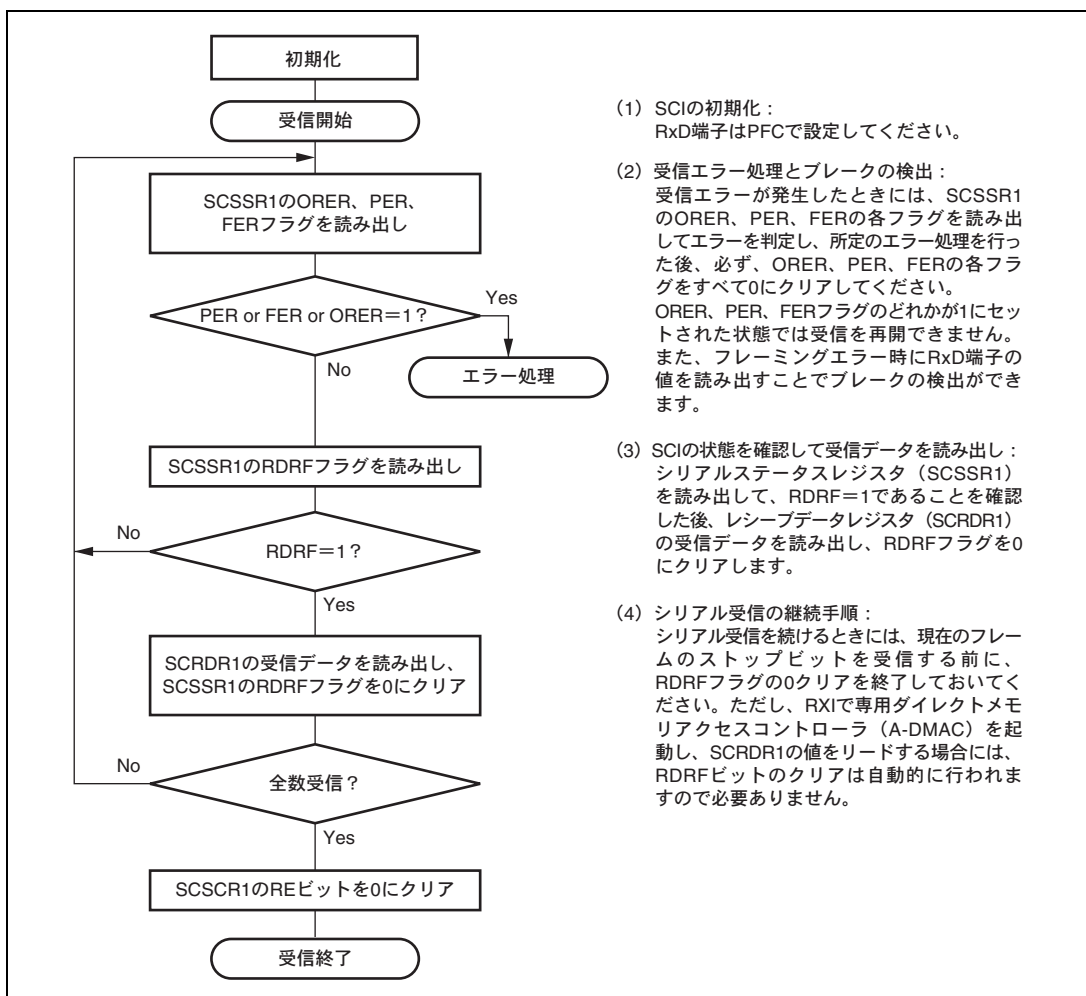 初期化
受信開始
SCSSR1のORER、PER、
FERフラグを読み出し
PER or FER or ORER＝1？
Yes
No
エラー処理
SCSSR1のRDRFフラグを読み出し
No
RDRF＝1？
Yes
SCRDR1の受信データを読み出し、
SCSSR1のRDRFフラグを0にクリア
No
全数受信？
Yes
SCSCR1のREビットを0にクリア
受信終了
（1）SCIの初期化：
RxD端子はPFCで設定してください。
（2）受信エラー処理とブレークの検出：
受信エラーが発生したときには、SCSSR1
のORER、PER、FERの各フラグを読み出
してエラーを判定し、所定のエラー処理を行っ
た後、必ず、ORER、PER、FERの各フラ
グをすべて0にクリアしてください。
ORER、PER、FERフラグのどれかが1にセッ
トされた状態では受信を再開できません。
また、フレーミングエラー時にRxD端子の
値を読み出すことでブレークの検出ができ
ます。
（3）SCIの状態を確認して受信データを読み出し：
シリアルステータスレジスタ（SCSSR1）
を読み出して、RDRF＝1であることを確認
した後、レシーブデータレジスタ（SCRDR1）
の受信データを読み出し、RDRFフラグを0
にクリアします。
（4）シリアル受信の継続手順：
シリアル受信を続けるときには、現在のフレー
ムのストップビットを受信する前に、
RDRFフラグの0クリアを終了しておいてく
ださい。ただし、RXIで専用ダイレクトメモ
リアクセスコントローラ（A-DMAC）を起
動し、SCRDR1の値をリードする場合には、
RDRFビットのクリアは自動的に行われま
すので必要ありません。